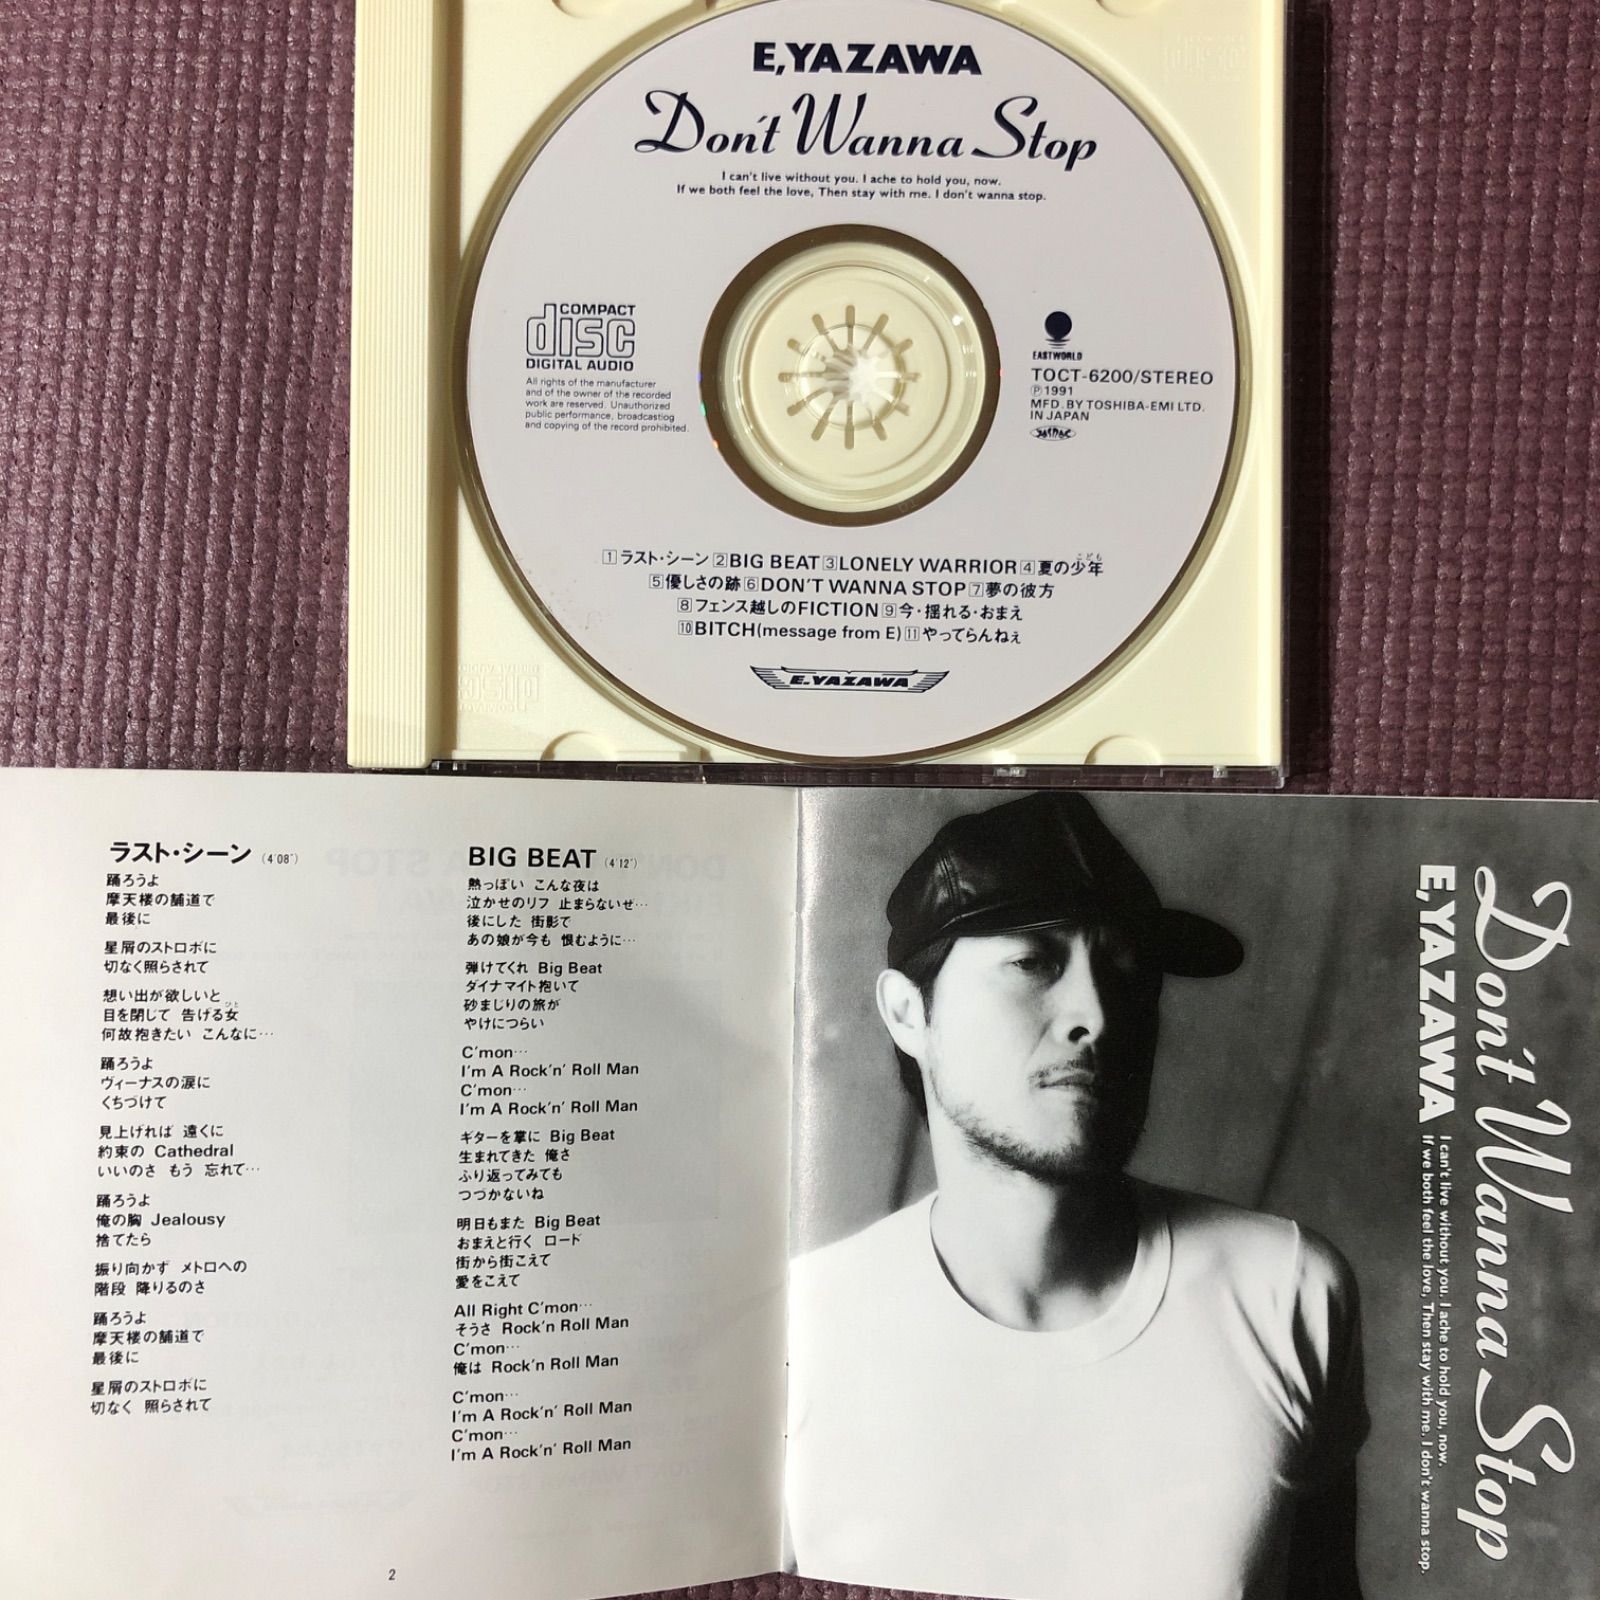 E,YAZAWA
Don't Wanna Stop
I can't live without you. I ache to hold you, now.
If we both feel the love, Then stay with me. I don't wanna stop.
COMPACT
disc
DIGITAL AUDIO
All rights of the manufacturer
and of the owner of the recorded
work are reserved. Unauthorized
public performance, broadcasting
and copying of the record prohibited.
EASTWORLD
TOCT-6200/STEREO
Ⓟ1991
MFD. BY TOSHIBA-EMI LTD.
IN JAPAN
1 ラスト・シーン 2 BIG BEAT 3 LONELY WARRIOR 4 夏の少年
こども
5 優しさの跡 6 DON'T WANNA STOP 7 夢の彼方
8 フェンス越しのFICTION 9 今・揺れる・おまえ
10 BITCH(message from E) 11 やってらんねぇ
E.YAZAWA
ラスト・シーン (4'08")
踊ろうよ
摩天楼の舗道で
最後に
星屑のストロボに
切なく照らされて
想い出が欲しいと
目を閉じて 告げる女
ひと
何故抱きたい こんなに…
踊ろうよ
ヴィーナスの涙に
くちづけて
見上げれば 遠くに
約束の Cathedral
いいのさ もう 忘れて…
踊ろうよ
俺の胸 Jealousy
捨てたら
振り向かず メトロへの
階段 降りるのさ
踊ろうよ
摩天楼の舗道で
最後に
星屑のストロボに
切なく 照らされて
BIG BEAT (4'12")
熱っぽい こんな夜は
泣かせのリフ 止まらないぜ…
後にした 街影で
あの娘が今も 恨むように…
弾けてくれ Big Beat
ダイナマイト抱いて
砂まじりの旅が
やけにつらい
C'mon…
I'm A Rock'n' Roll Man
C'mon…
I'm A Rock'n' Roll Man
ギターを掌に Big Beat
生まれてきた 俺さ
ふり返ってみても
つづかないね
明日もまた Big Beat
おまえと行く ロード
街から街こえて
愛をこえて
All Right C'mon…
そうさ Rock'n Roll Man
C'mon…
俺は Rock'n Roll Man
C'mon…
I'm A Rock'n' Roll Man
C'mon…
I'm A Rock'n' Roll Man
2
Don't Wanna Stop
E,YAZAWA
I can't live without you. I ache to hold you, now.
If we both feel the love, Then stay with me. I don't wanna stop.